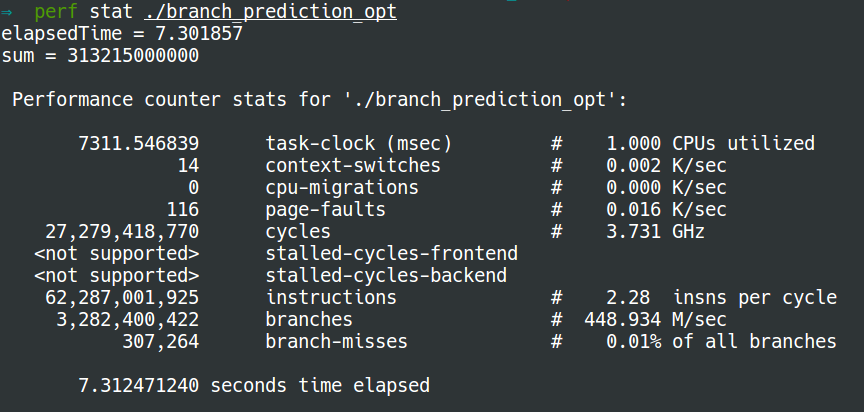 ⇒  perf stat ./branch_prediction_opt
elapsedTime = 7.301857
sum = 313215000000
Performance counter stats for './branch_prediction_opt':
7311.546839      task-clock (msec)         #    1.000 CPUs utilized
14      context-switches          #    0.002 K/sec
0      cpu-migrations            #    0.000 K/sec
116      page-faults               #    0.016 K/sec
27,279,418,770      cycles                    #    3.731 GHz
<not supported>      stalled-cycles-frontend
<not supported>      stalled-cycles-backend
62,287,001,925      instructions              #    2.28  insns per cycle
3,282,400,422      branches                  #  448.934 M/sec
307,264      branch-misses             #    0.01% of all branches
7.312471240 seconds time elapsed